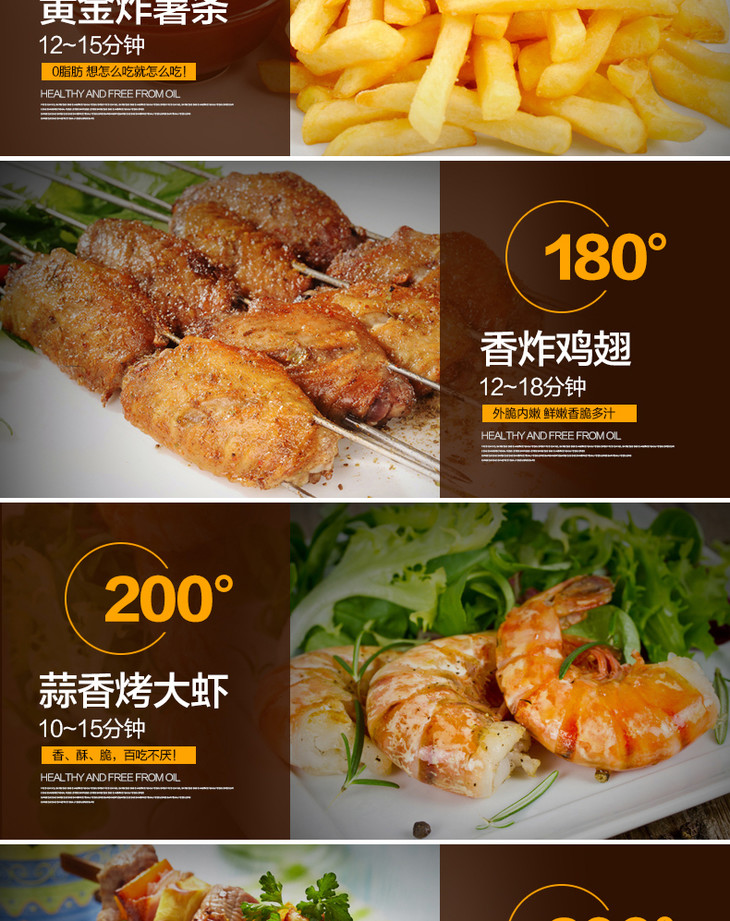 黄金炸薯条
12~15分钟
0脂肪 想怎么吃就怎么吃！
HEALTHY AND FREE FROM OIL
180°
香炸鸡翅
12~18分钟
外脆内嫩 鲜嫩香脆多汁
HEALTHY AND FREE FROM OIL
200°
蒜香烤大虾
10~15分钟
香、酥、脆，百吃不厌！
HEALTHY AND FREE FROM OIL